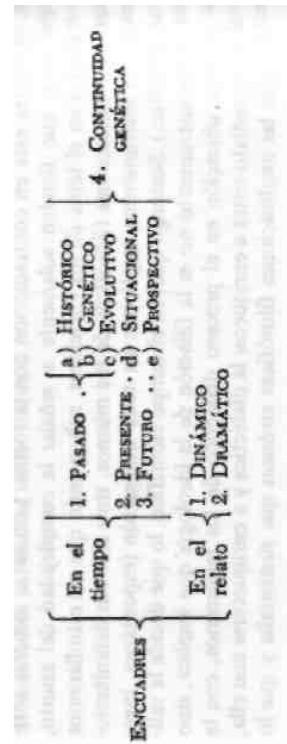 ENCUADRES
En el
tiempo
1. PASADO .
a) HISTÓRICO
b) GENÉTICO
c) EVOLUTIVO
2. PRESENTE . d) SITUACIONAL
3. FUTURO .. e) PROSPECTIVO
4. CONTINUIDAD
GENÉTICA
En el
relato
1. DINÁMICO
2. DRAMÁTICO